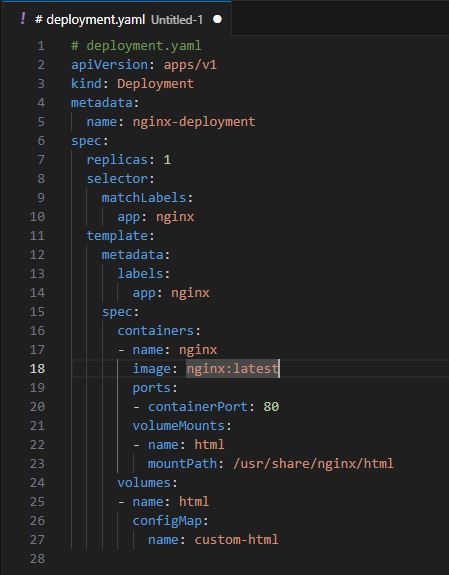 ! # deployment.yaml Untitled-1 ●
1 # deployment.yaml
2 apiVersion: apps/v1
3 kind: Deployment
4 metadata:
5   name: nginx-deployment
6 spec:
7   replicas: 1
8   selector:
9     matchLabels:
10       app: nginx
11   template:
12     metadata:
13       labels:
14         app: nginx
15     spec:
16       containers:
17       - name: nginx
18         image: nginx:latest
19         ports:
20         - containerPort: 80
21         volumeMounts:
22         - name: html
23           mountPath: /usr/share/nginx/html
24       volumes:
25       - name: html
26         configMap:
27           name: custom-html
28